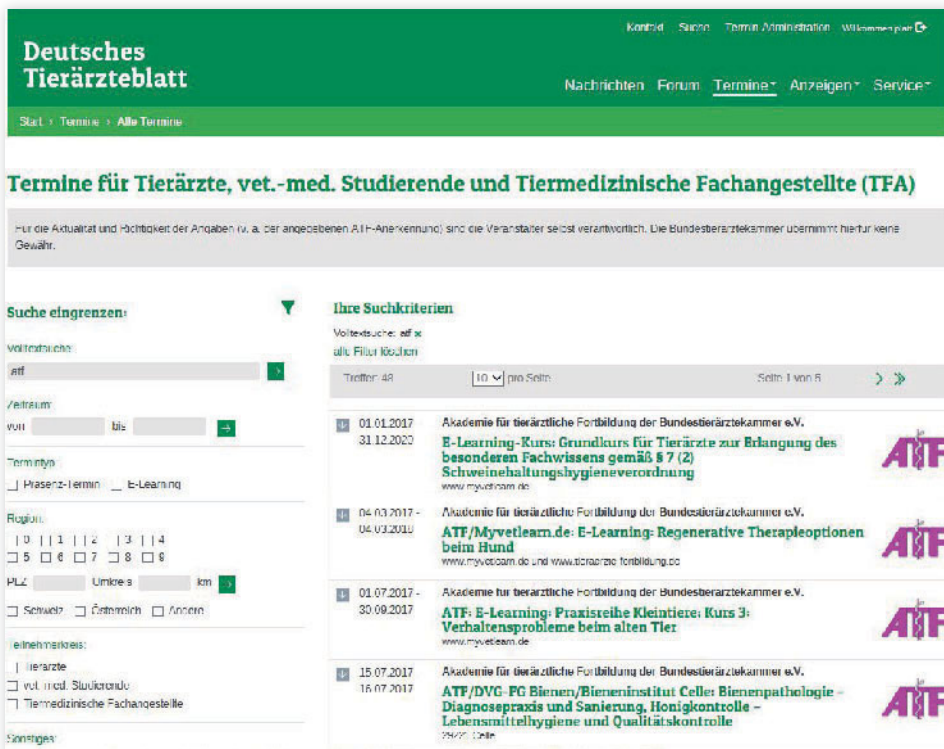 Kontakt Suche Termin Administration Willkommen platt
Deutsches
Tierärzteblatt
Nachrichten Forum Termine Anzeigen Service
Start › Termine › Alle Termine
Termine für Tierärzte, vet.-med. Studierende und Tiermedizinische Fachangestellte (TFA)
Für die Aktualität und Richtigkeit der Angaben (v. a. der angegebenen ATF-Anerkennung) sind die Veranstalter selbst verantwortlich. Die Bundestierärztekammer übernimmt hierfür keine
Gewähr.
Suche eingrenzen:
Volltextsuche:
atf
Zeitraum:
von bis
Termintyp
Präsenz-Termin E-Learning
Region:
0 1 2 3 4
5 6 7 8 9
PLZ Umkreis km
Schweiz Österreich Andere
Teilnehmerkreis:
Tierärzte
vet. med. Studierende
Tiermedizinische Fachangestellte
Sonstiges:
Ihre Suchkriterien
Volltextsuche: atf x
alle Filter löschen
Treffer: 48 10 pro Seite Seite 1 von 5
01.01.2017
31.12.2020
Akademie für tierärztliche Fortbildung der Bundestierärztekammer e.V.
E-Learning-Kurs: Grundkurs für Tierärzte zur Erlangung des
besonderen Fachwissens gemäß § 7 (2)
Schweinehaltungshygieneverordnung
www.myvetlearn.de
ATF
04.03.2017 -
04.03.2018
Akademie für tierärztliche Fortbildung der Bundestierärztekammer e.V.
ATF/Myvetlearn.de: E-Learning: Regenerative Therapieoptionen
beim Hund
www.myvetlearn.de und www.tieraerzte-fortbildung.de
ATF
01.07.2017 -
30.09.2017
Akademie für tierärztliche Fortbildung der Bundestierärztekammer e.V.
ATF: E-Learning: Praxisreihe Kleintiere: Kurs 3:
Verhaltensprobleme beim alten Tier
www.myvetlearn.de
ATF
15.07.2017
16.07.2017
Akademie für tierärztliche Fortbildung der Bundestierärztekammer e.V.
ATF/DVG-FG Bienen/Bieneninstitut Celle: Bienenpathologie –
Diagnosepraxis und Sanierung, Honigkontrolle –
Lebensmittelhygiene und Qualitätskontrolle
29221 Celle
ATF